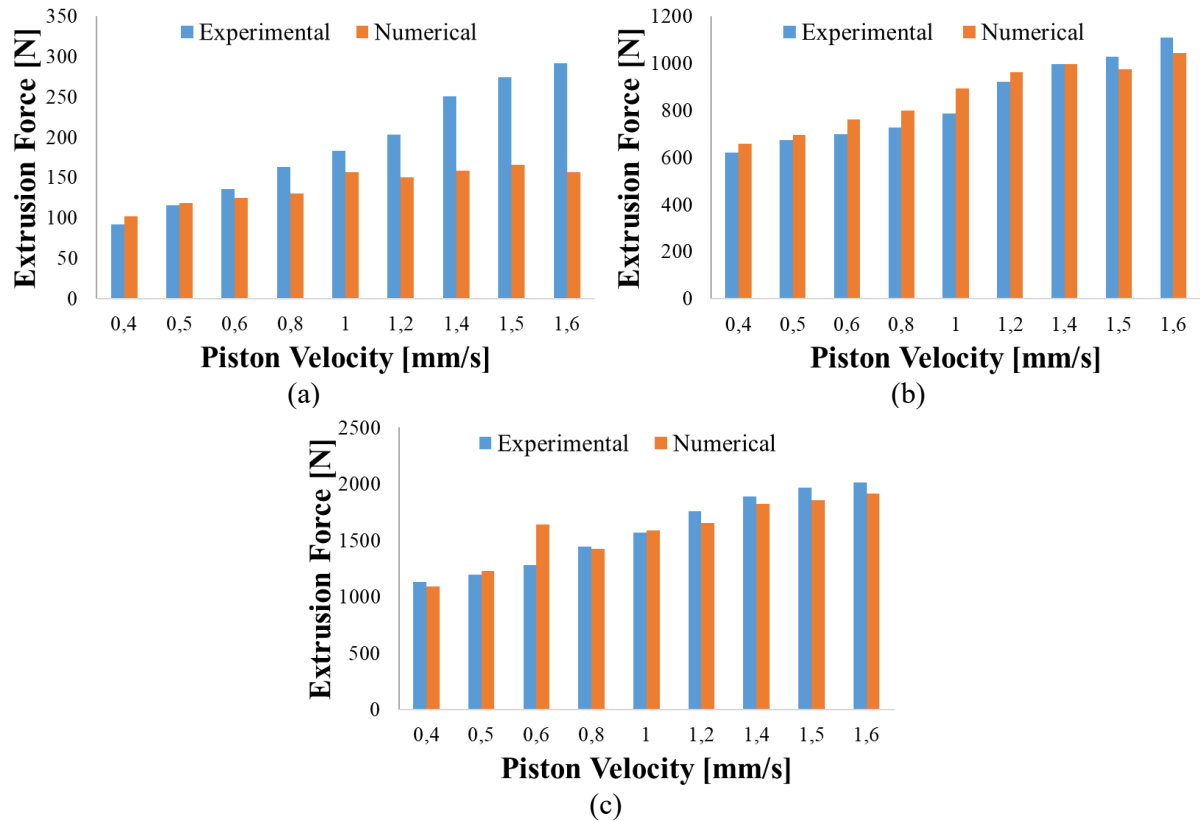 Extrusion Force [N]
350
300
250
200
150
100
50
0
Experimental Numerical
0,4 0,5 0,6 0,8 1 1,2 1,4 1,5 1,6
Piston Velocity [mm/s]
(a)
Extrusion Force [N]
1200
1000
800
600
400
200
0
Experimental Numerical
0,4 0,5 0,6 0,8 1 1,2 1,4 1,5 1,6
Piston Velocity [mm/s]
(b)
Extrusion Force [N]
2500
2000
1500
1000
500
0
Experimental Numerical
0,4 0,5 0,6 0,8 1 1,2 1,4 1,5 1,6
Piston Velocity [mm/s]
(c)